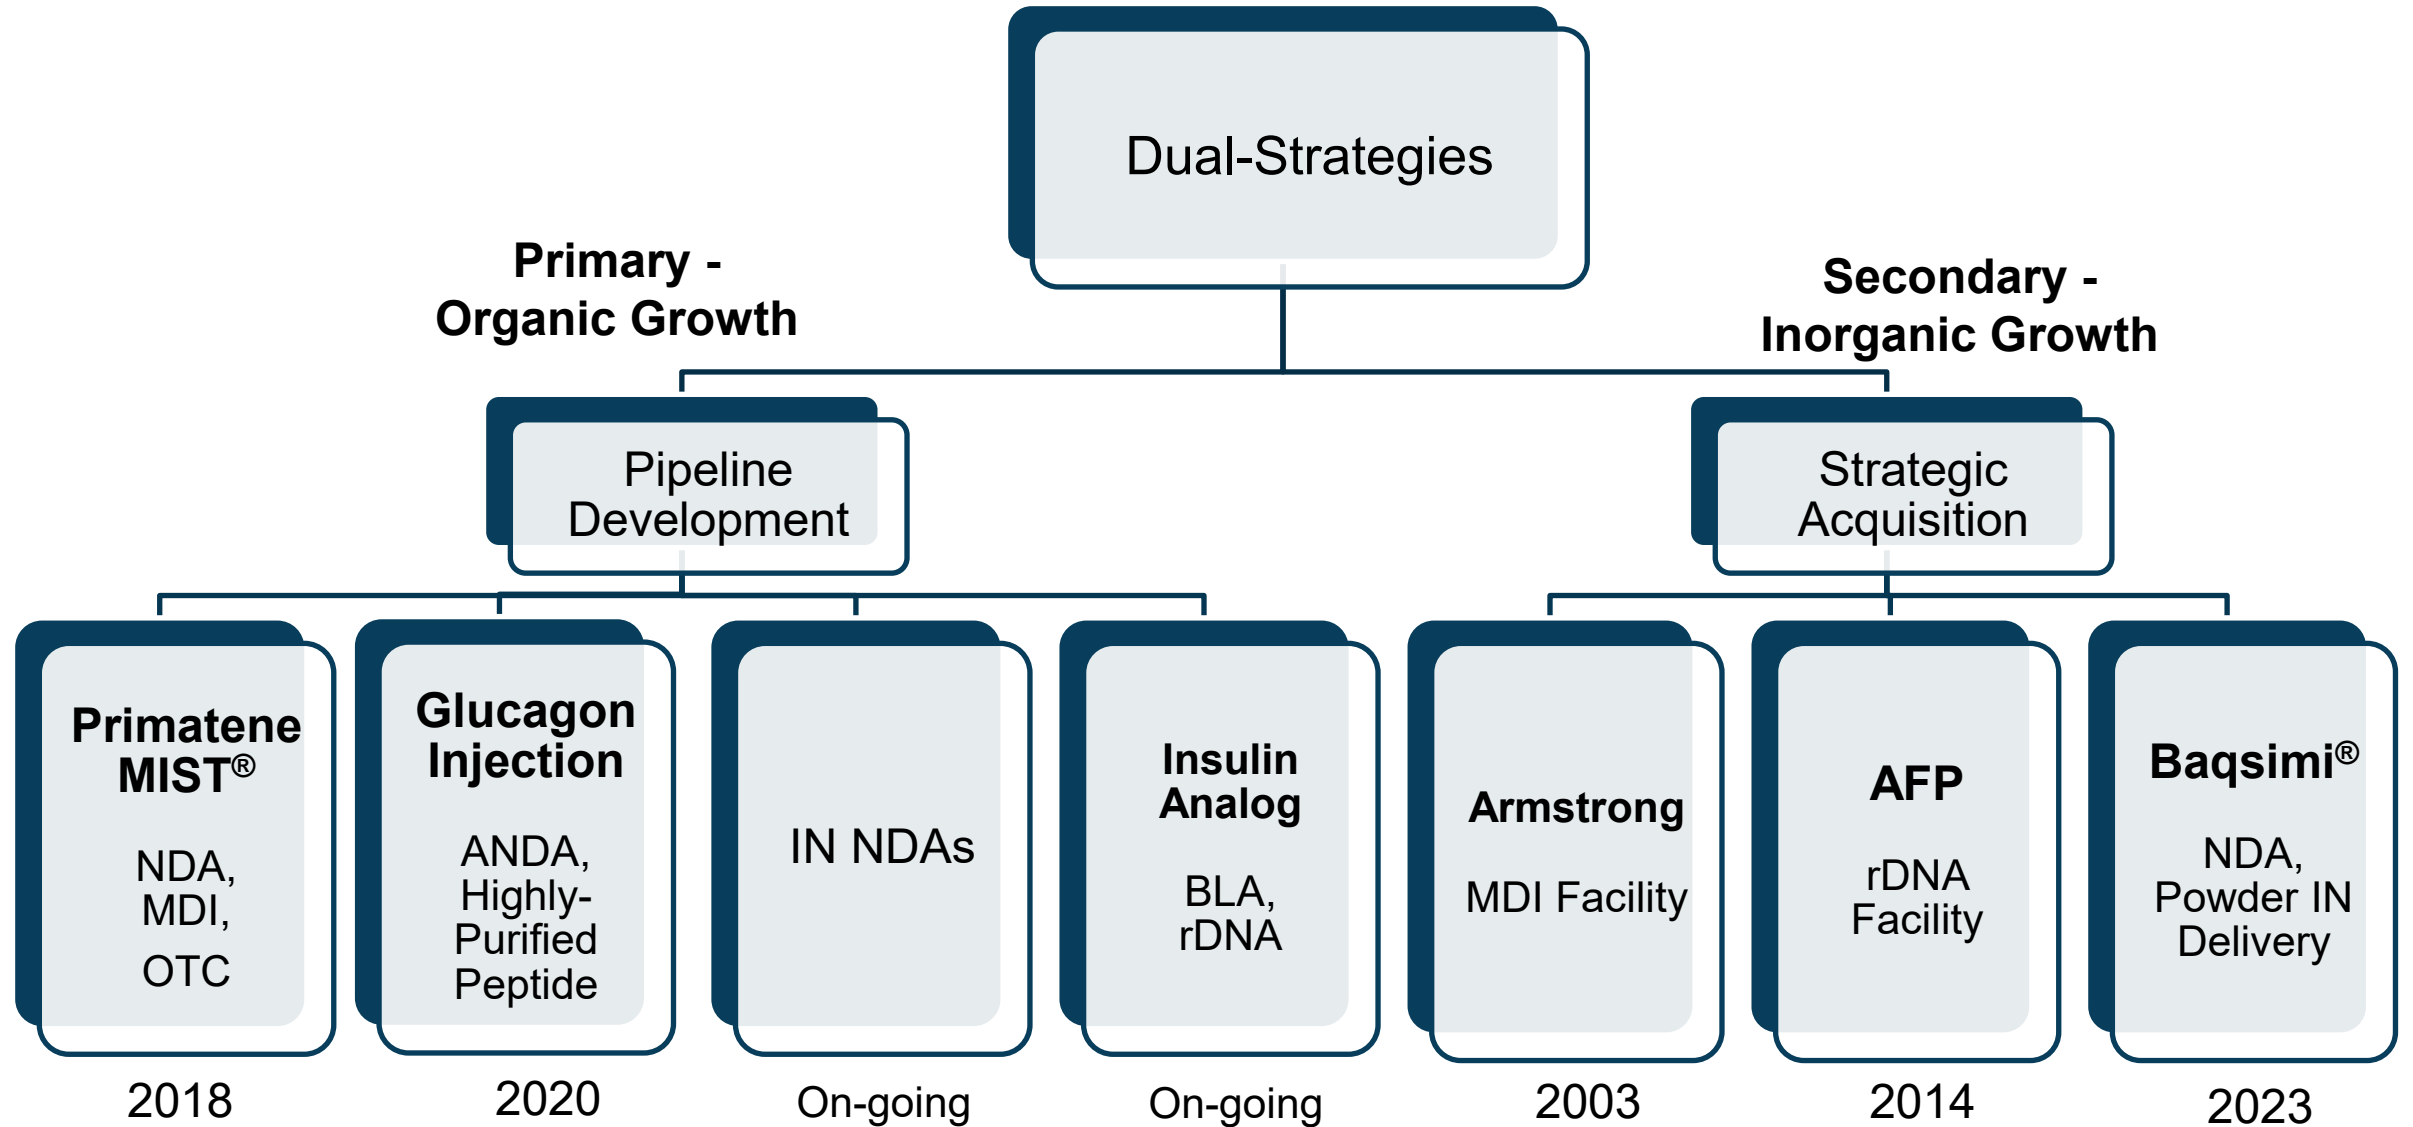 Dual-Strategies
Primary -
Organic Growth
Secondary -
Inorganic Growth
Pipeline
Development
Strategic
Acquisition
Primatene
MIST®
NDA,
MDI,
OTC
2018
Glucagon
Injection
ANDA,
Highly-
Purified
Peptide
2020
IN NDAs
On-going
Insulin
Analog
BLA,
rDNA
On-going
Armstrong
MDI Facility
2003
AFP
rDNA
Facility
2014
Baqsimi®
NDA,
Powder IN
Delivery
2023